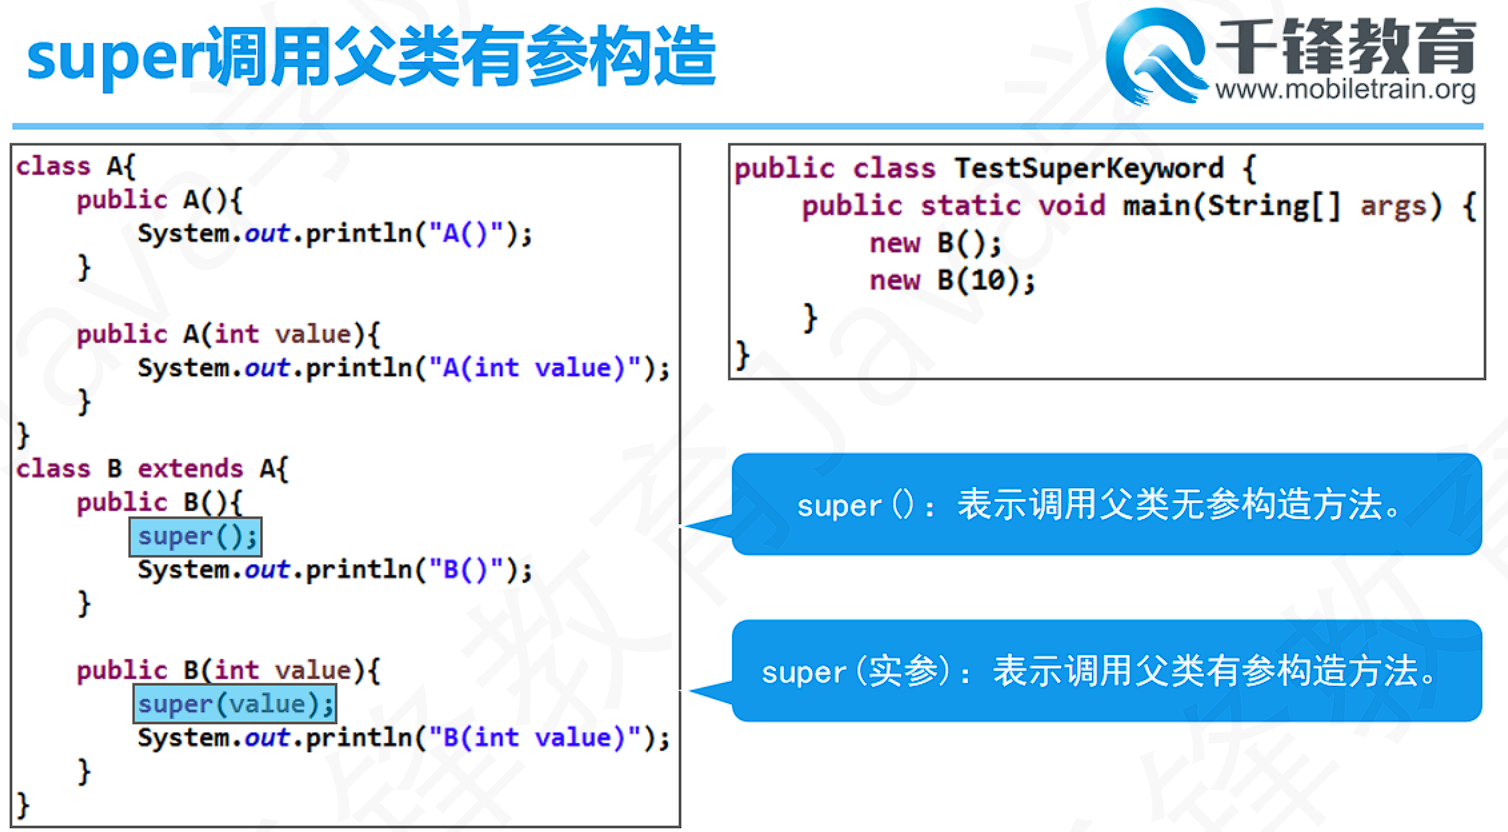 super调用父类有参构造
千锋教育
www.mobiletrain.org
class A{
    public A(){
        System.out.println("A()");
    }

    public A(int value){
        System.out.println("A(int value)");
    }
}
class B extends A{
    public B(){
        super();
        System.out.println("B()");
    }

    public B(int value){
        super(value);
        System.out.println("B(int value)");
    }
}
public class TestSuperKeyword {
    public static void main(String[] args) {
        new B();
        new B(10);
    }
}
super()：表示调用父类无参构造方法。
super(实参)：表示调用父类有参构造方法。